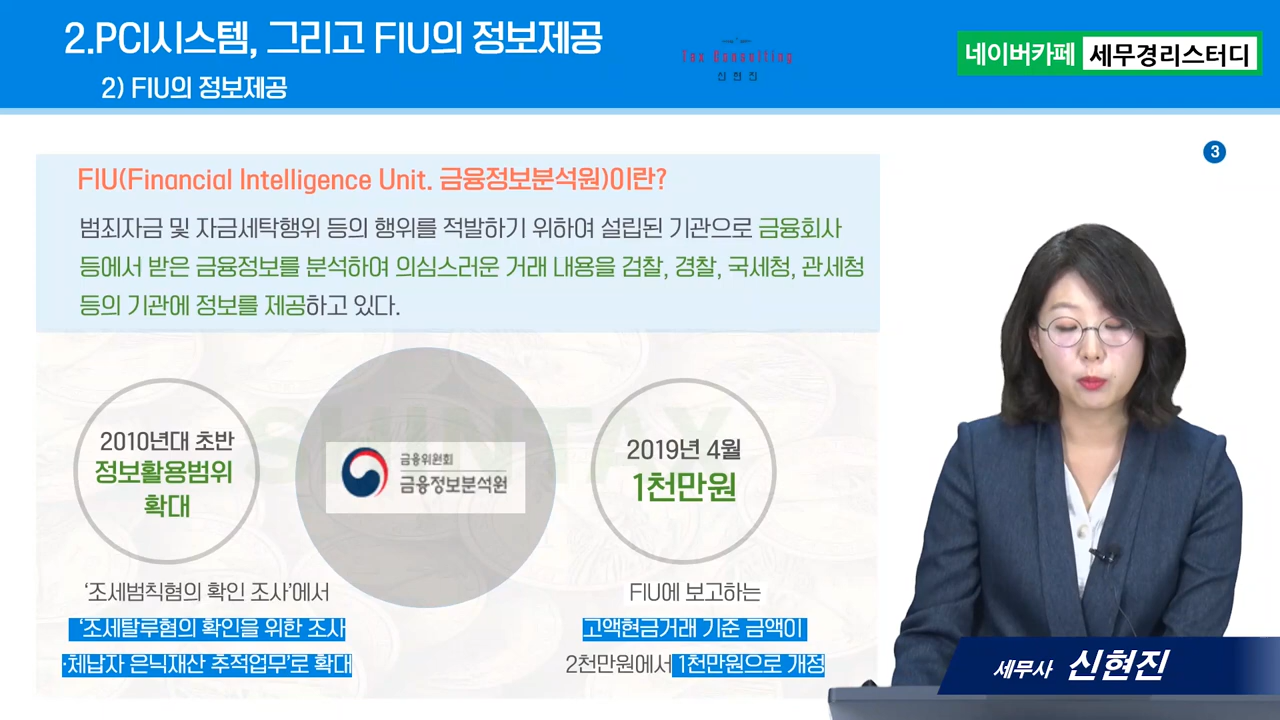 2.PCI시스템, 그리고 FIU의 정보제공
2) FIU의 정보제공
Tax Consulting
신현진
네이버카페 세무경리스터디
3
FIU(Financial Intelligence Unit. 금융정보분석원)이란?
범죄자금 및 자금세탁행위 등의 행위를 적발하기 위하여 설립된 기관으로 금융회사
등에서 받은 금융정보를 분석하여 의심스러운 거래 내용을 검찰, 경찰, 국세청, 관세청
등의 기관에 정보를 제공하고 있다.
SHINTAX
2010년대 초반
정보활용범위
확대
금융위원회
금융정보분석원
2019년 4월
1천만원
‘조세범칙혐의 확인 조사’에서
‘조세탈루혐의 확인을 위한 조사
·체납자 은닉재산 추적업무’로 확대
FIU에 보고하는
고액현금거래 기준 금액이
2천만원에서 1천만원으로 개정
세무사 신현진